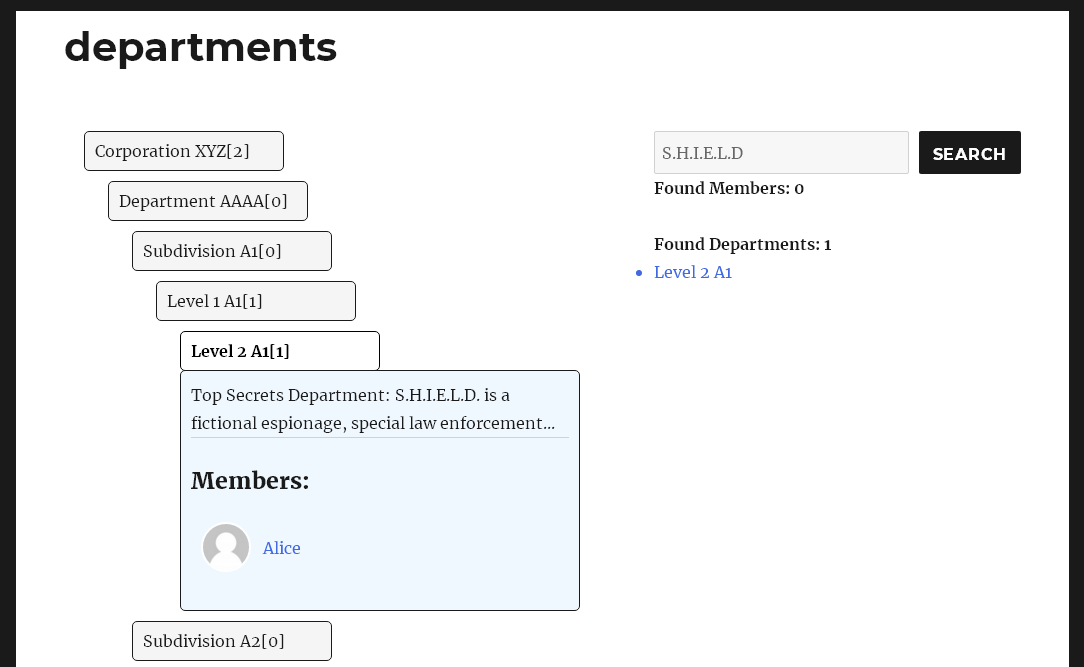 departments
Corporation XYZ[2]
Department AAAA[0]
Subdivision A1[0]
Level 1 A1[1]
Level 2 A1[1]
Top Secrets Department: S.H.I.E.L.D. is a
fictional espionage, special law enforcement...
Members:
Alice
Subdivision A2[0]
S.H.I.E.L.D
SEARCH
Found Members: 0
Found Departments: 1
Level 2 A1